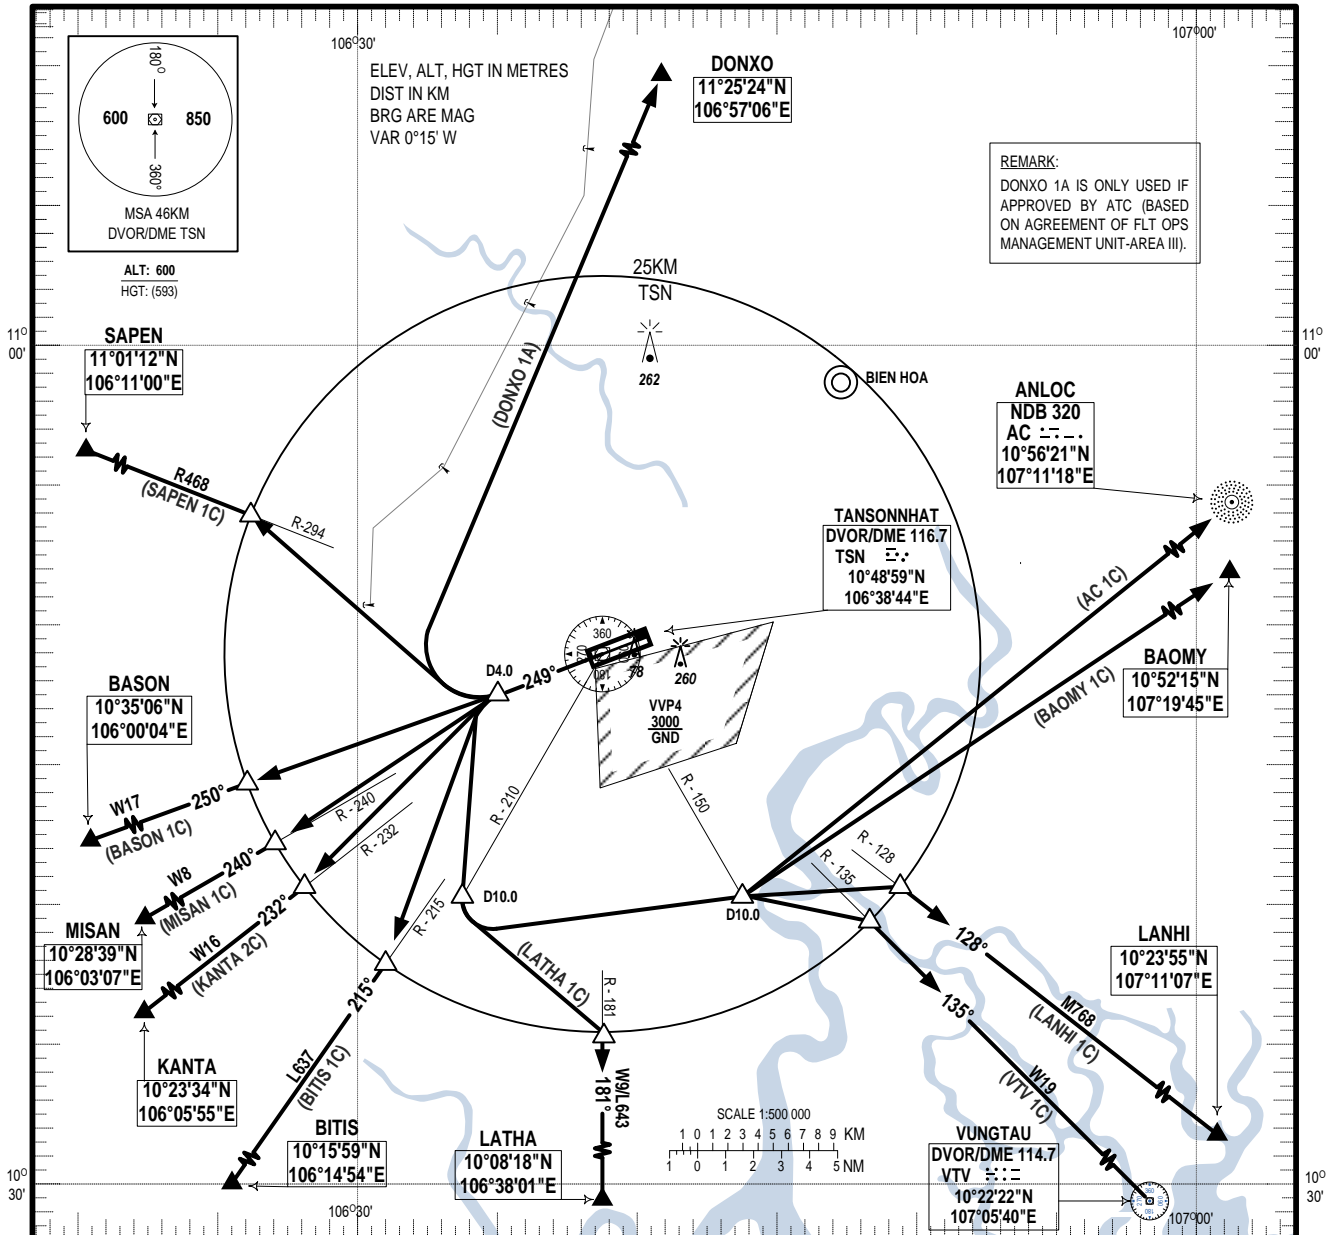 106°30'
107°00'
180°
600
850
360°
MSA 46KM
DVOR/DME TSN
ALT: 600
HGT: (593)
ELEV, ALT, HGT IN METRES
DIST IN KM
BRG ARE MAG
VAR 0°15' W
DONXO
11°25'24"N
106°57'06"E
REMARK:
DONXO 1A IS ONLY USED IF
APPROVED BY ATC (BASED
ON AGREEMENT OF FLT OPS
MANAGEMENT UNIT-AREA III).
25KM
TSN
262
11°
00'
11°
00'
SAPEN
11°01'12"N
106°11'00"E
(DONXO 1A)
BIEN HOA
ANLOC
NDB 320
AC
10°56'21"N
107°11'18"E
R468
(SAPEN 1C)
R-294
TANSONNHAT
DVOR/DME 116.7
TSN
10°48'59"N
106°38'44"E
(AC 1C)
360
180
D4.0
249°
78
260
BASON
10°35'06"N
106°00'04"E
VVP4
3000
GND
BAOMY
10°52'15"N
107°19'45"E
(BAOMY 1C)
W17
250°
(BASON 1C)
R - 240
R - 210
R - 150
W8
240°
(MISAN 1C)
R - 232
R - 128
R - 135
D10.0
D10.0
MISAN
10°28'39"N
106°03'07"E
W16
232°
(KANTA 2C)
R - 215
(LATHA 1C)
R - 181
128°
LANHI
10°23'55"N
107°11'07"E
215°
135°
M768
(LANHI 1C)
KANTA
10°23'34"N
106°05'55"E
L637
(BITIS 1C)
W9/L643
181°
W19
(VTV 1C)
BITIS
10°15'59"N
106°14'54"E
LATHA
10°08'18"N
106°38'01"E
SCALE 1:500 000
1 0 1 2 3 4 5 6 7 8 9 KM
1 0 1 2 3 4 5 NM
VUNGTAU
DVOR/DME 114.7
VTV
10°22'22"N
107°05'40"E
10°
30'
10°
30'
106°30'
107°00'